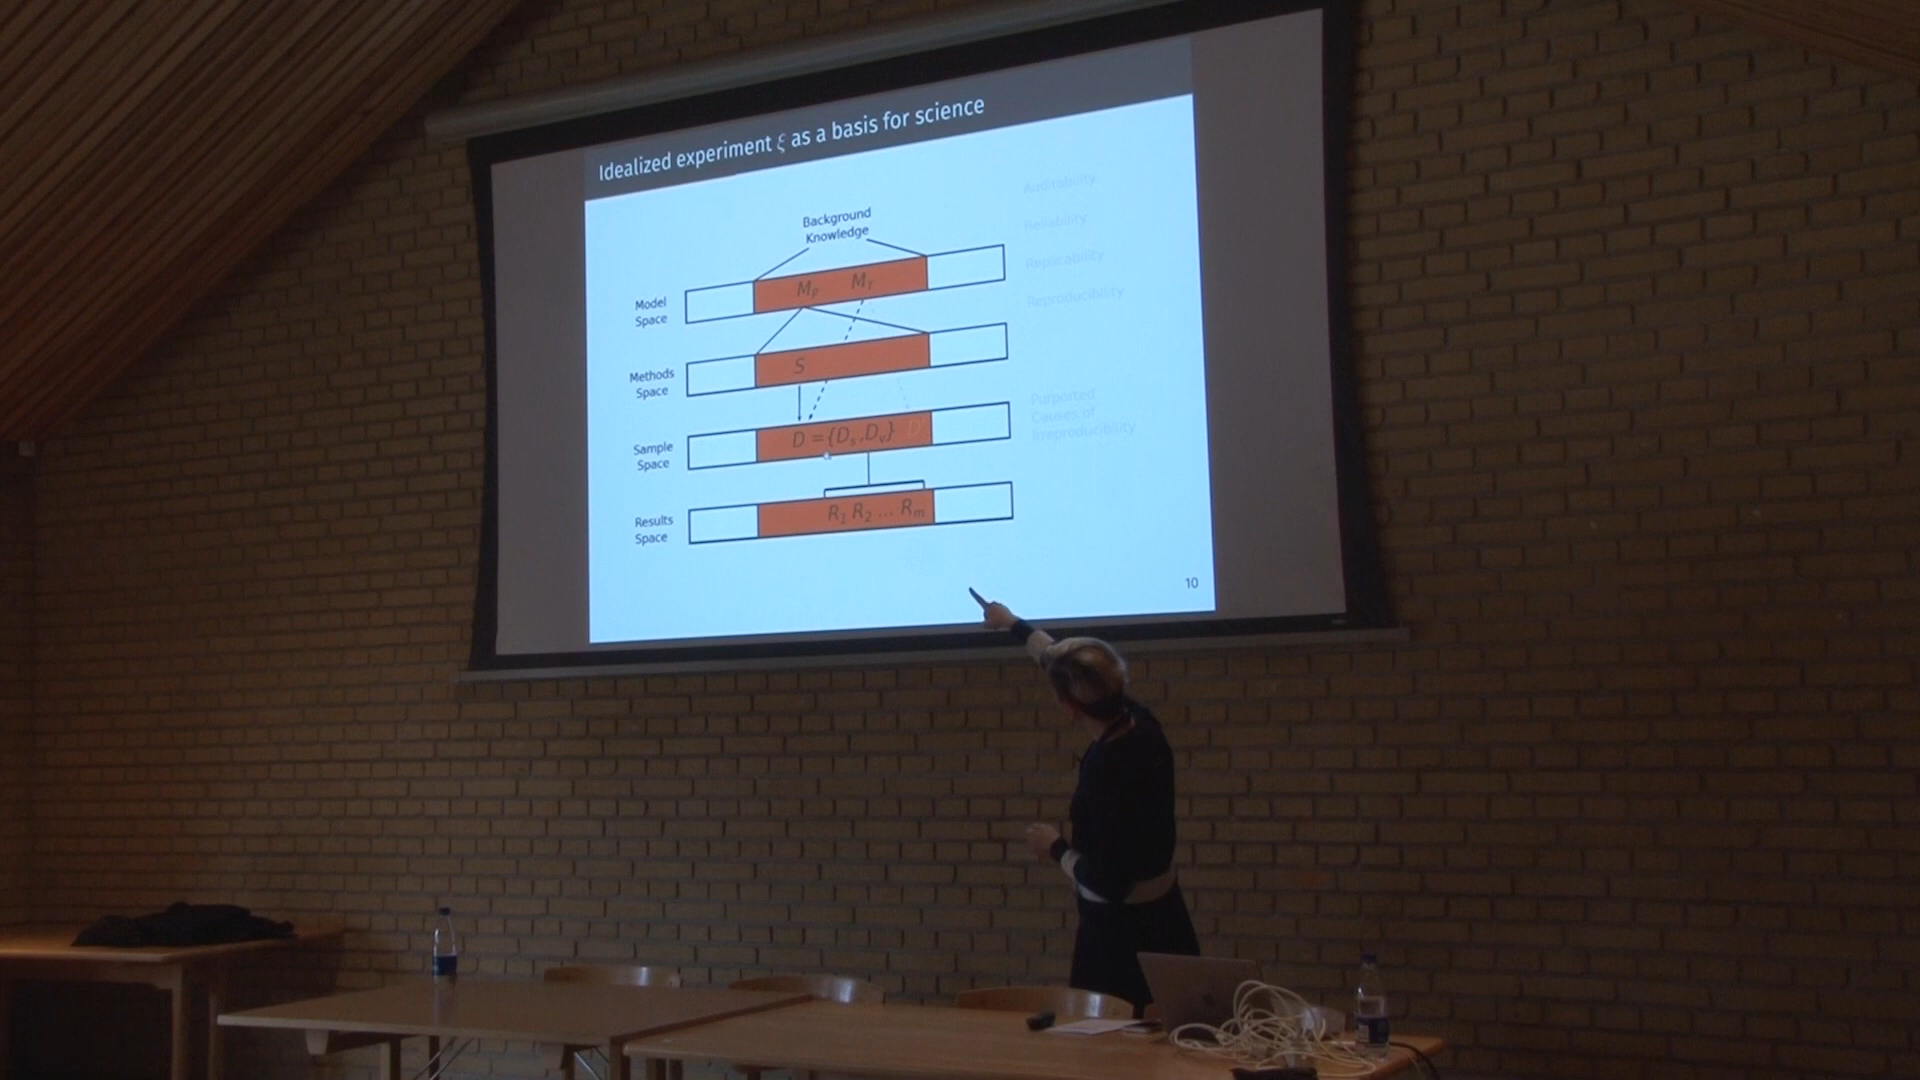 Idealized experiment ξ as a basis for science
Background
Knowledge
Auditability
Reliability
Replicability
Reproducibility
Model
Space
M_P M_T
Methods
Space
S
Sample
Space
D = {D_s, D_v} D'
Purported
Causes of
Irreproducibility
Results
Space
R_1 R_2 ... R_m
10